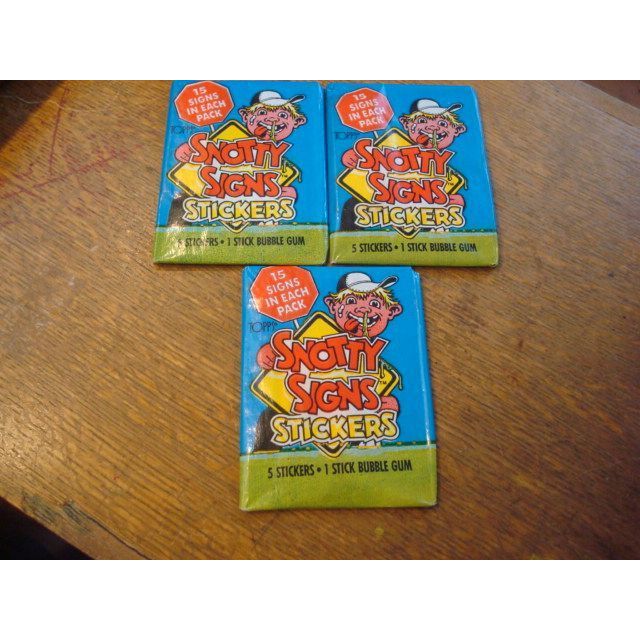 15
SIGNS
IN EACH
PACK
TOPPS
SNOTTY
SIGNS
STICKERS
5 STICKERS • 1 STICK BUBBLE GUM
15
SIGNS
IN EACH
PACK
TOPPS
SNOTTY
SIGNS
STICKERS
5 STICKERS • 1 STICK BUBBLE GUM
15
SIGNS
IN EACH
PACK
TOPPS
SNOTTY
SIGNS™
STICKERS
5 STICKERS • 1 STICK BUBBLE GUM